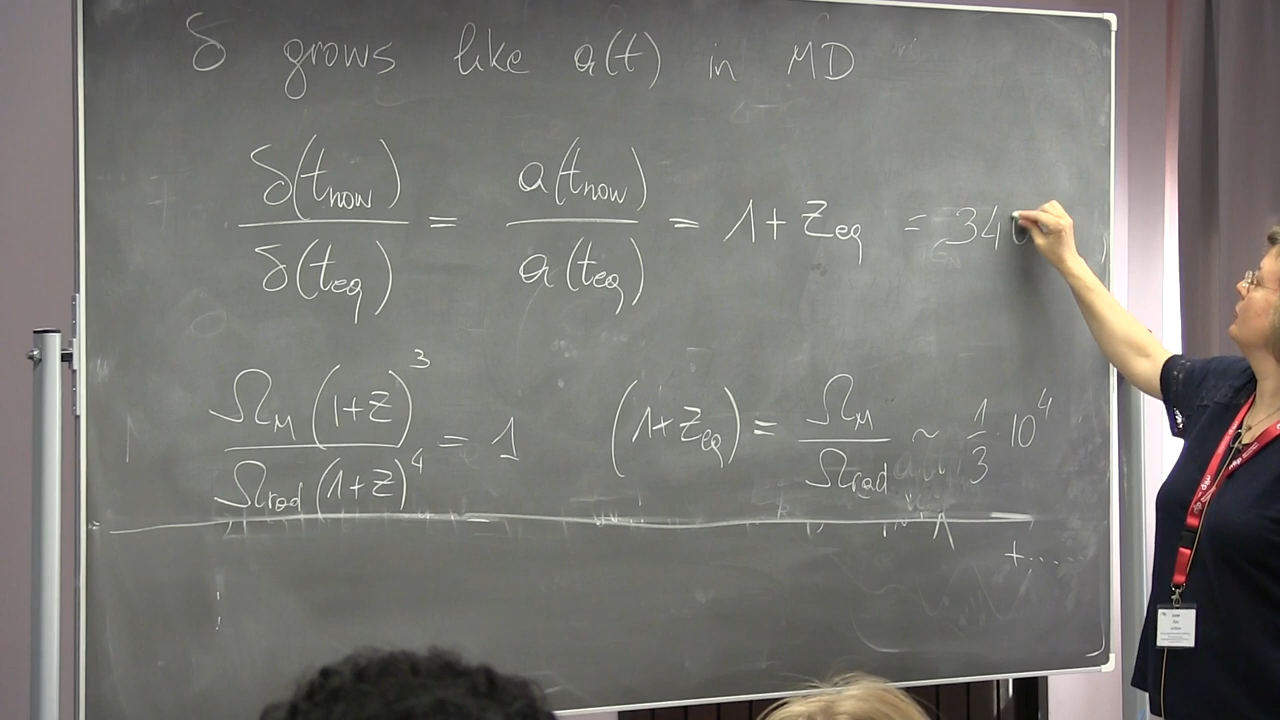 δ grows like a(t) in MD
δ(t_now) / δ(t_eq) = a(t_now) / a(t_eq) = 1 + z_eq = 340
Ω_M (1+z)^3 / Ω_rad (1+z)^4 = 1 (1+z_eq) = Ω_M / Ω_rad ~ 1/3 · 10^4
+....